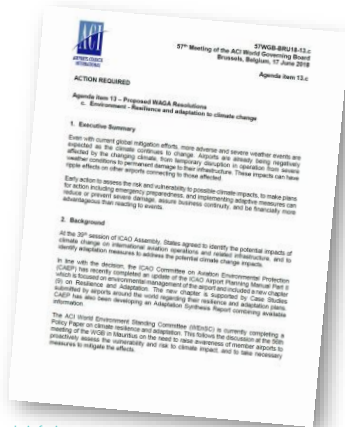 ACI
AIRPORTS COUNCIL
INTERNATIONAL
57WGB-BRU18-13.c
57th Meeting of the ACI World Governing Board
Brussels, Belgium, 17 June 2018
Agenda item 13.c
ACTION REQUIRED
Agenda item 13 – Proposed WAGA Resolutions
c. Environment - Resilience and adaptation to climate change
1. Executive Summary
Even with current global mitigation efforts, more adverse and severe weather events are
expected as the climate continues to change. Airports are already being negatively
affected by the changing climate, from temporary disruption in operation from severe
weather conditions to permanent damage to their infrastructure. These impacts can have
ripple effects on other airports connecting to those affected.
Early action to assess the risk and vulnerability to possible climate impacts, to make plans
for action including emergency preparedness, and implementing adaptive measures can
reduce or prevent severe damage, assure business continuity, and be financially more
advantageous than reacting to events.
2. Background
At the 39th session of ICAO Assembly, States agreed to identify the potential impacts of
climate change on international aviation operations and related infrastructure, and to
identify adaptation measures to address the potential climate change impacts.
In line with the decision, the ICAO Committee on Aviation Environmental Protection
(CAEP) has recently completed an update of the ICAO Airport Planning Manual Part II
which is focused on environmental management of the airport and included a new chapter
(9) on Resilience and Adaptation. The new chapter is supported by Case Studies
submitted by airports around the world regarding their resilience and adaptation plans.
CAEP has also been developing an Adaptation Synthesis Report combining available
information.
The ACI World Environment Standing Committee (WEnSC) is currently completing a
Policy Paper on climate resilience and adaptation. This follows the discussion at the 56th
meeting of the WGB in Mauritius on the need to raise awareness of member airports to
proactively assess the vulnerability and risk to climate impact, and to take necessary
measures to mitigate the effects.